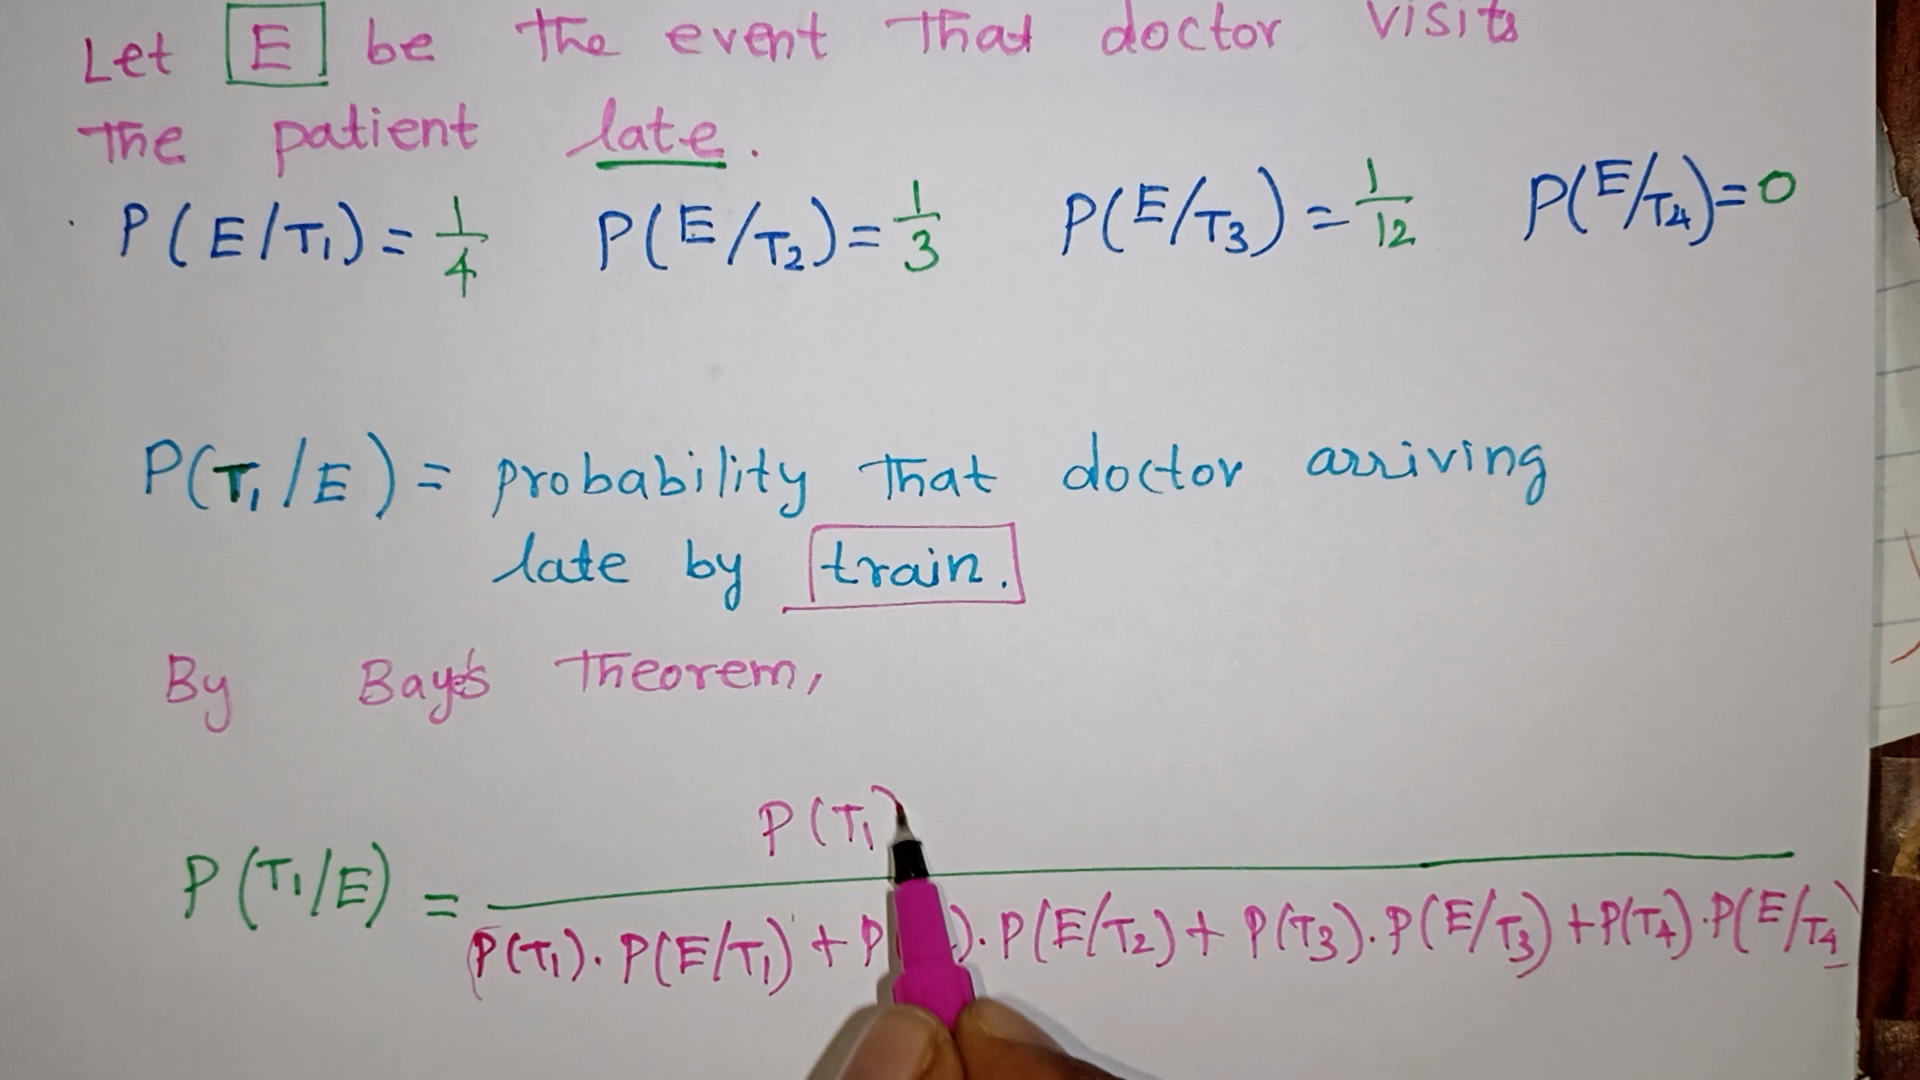 Let E be the event that doctor visits
the patient late.
P(E/T₁) = 1/4 P(E/T₂) = 1/3 P(E/T₃) = 1/12 P(E/T₄) = 0
P(T₁/E) = probability that doctor arriving
late by train.
By Baye's Theorem,
P(T₁)
P(T₁/E) =
P(T₁). P(E/T₁) + P ). P(E/T₂) + P(T₃). P(E/T₃) + P(T₄). P(E/T₄)